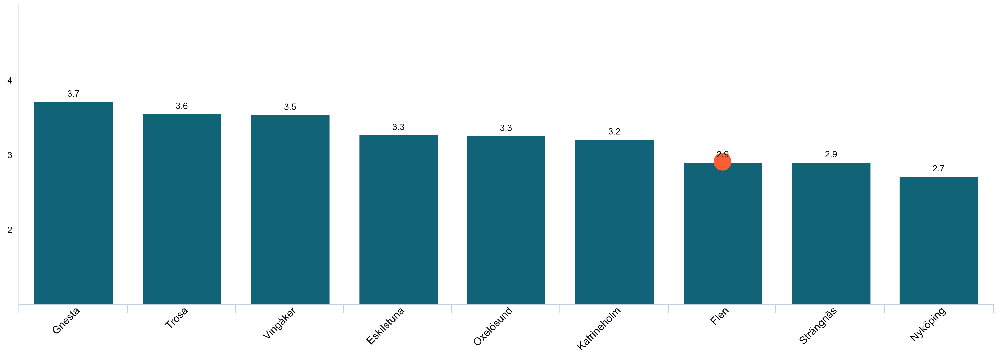 4
3
2
3.7
3.6
3.5
3.3
3.3
3.2
2.9
2.9
2.7
Gnesta
Trosa
Vingåker
Eskilstuna
Oxelösund
Katrineholm
Flen
Strängnäs
Nyköping